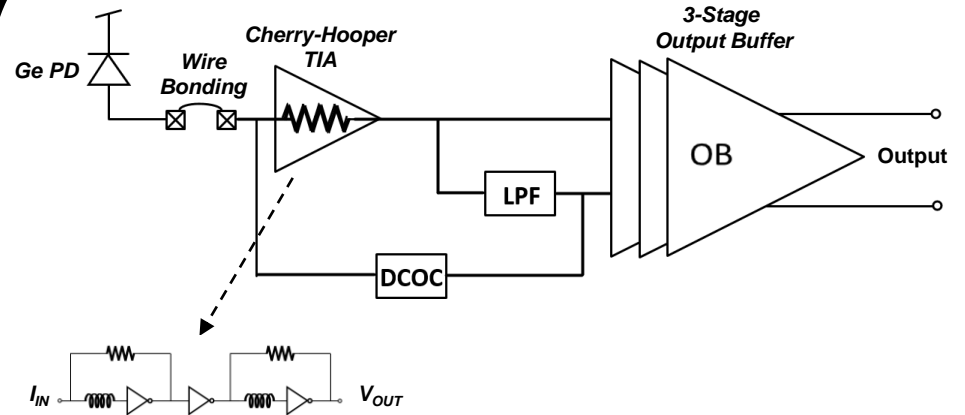 3-Stage
Output Buffer
Cherry-Hooper
TIA
Wire
Bonding
Ge PD
OB
Output
LPF
DCOC
I_IN
V_OUT